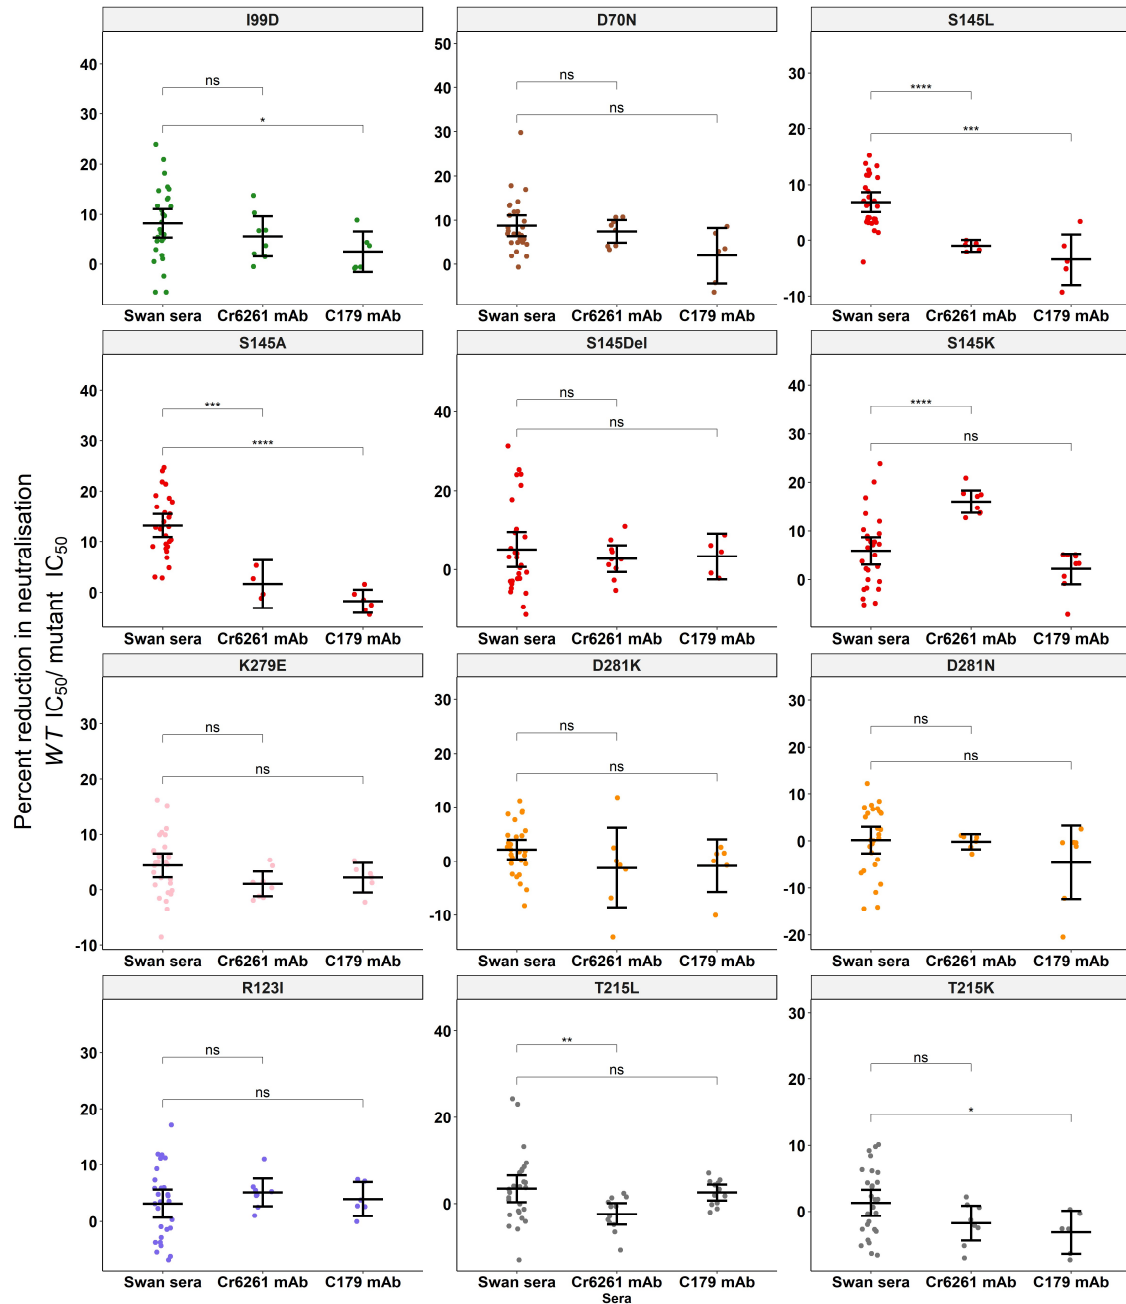 I99D
D70N
S145L
40
30
20
10
0
ns
*
50
40
30
20
10
0
ns
ns
30
20
10
0
-10
****
***
Swan sera Cr6261 mAb C179 mAb
Swan sera Cr6261 mAb C179 mAb
Swan sera Cr6261 mAb C179 mAb
S145A
S145Del
S145K
40
30
20
10
0
***
****
40
20
0
ns
ns
40
30
20
10
0
****
ns
Swan sera Cr6261 mAb C179 mAb
Swan sera Cr6261 mAb C179 mAb
Swan sera Cr6261 mAb C179 mAb
Percent reduction in neutralisation
WT IC50/ mutant IC50
K279E
D281K
D281N
30
20
10
0
-10
ns
ns
30
20
10
0
-10
ns
ns
30
20
10
0
-10
-20
ns
ns
Swan sera Cr6261 mAb C179 mAb
Swan sera Cr6261 mAb C179 mAb
Swan sera Cr6261 mAb C179 mAb
R123I
T215L
T215K
30
20
10
0
ns
ns
40
20
0
**
ns
30
20
10
0
ns
*
Swan sera Cr6261 mAb C179 mAb
Swan sera Cr6261 mAb C179 mAb
Swan sera Cr6261 mAb C179 mAb
Sera